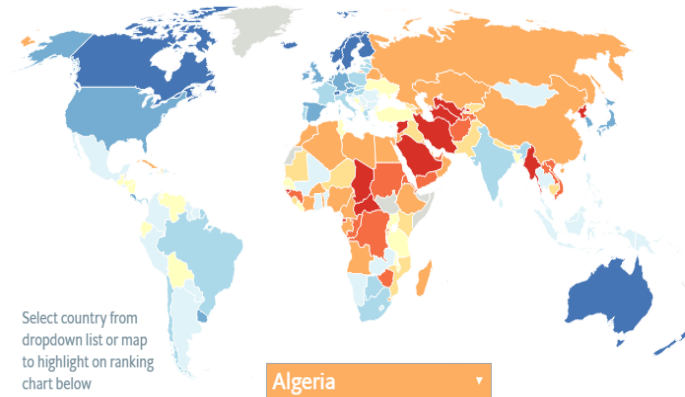 Select country from
dropdown list or map
to highlight on ranking
chart below
Algeria